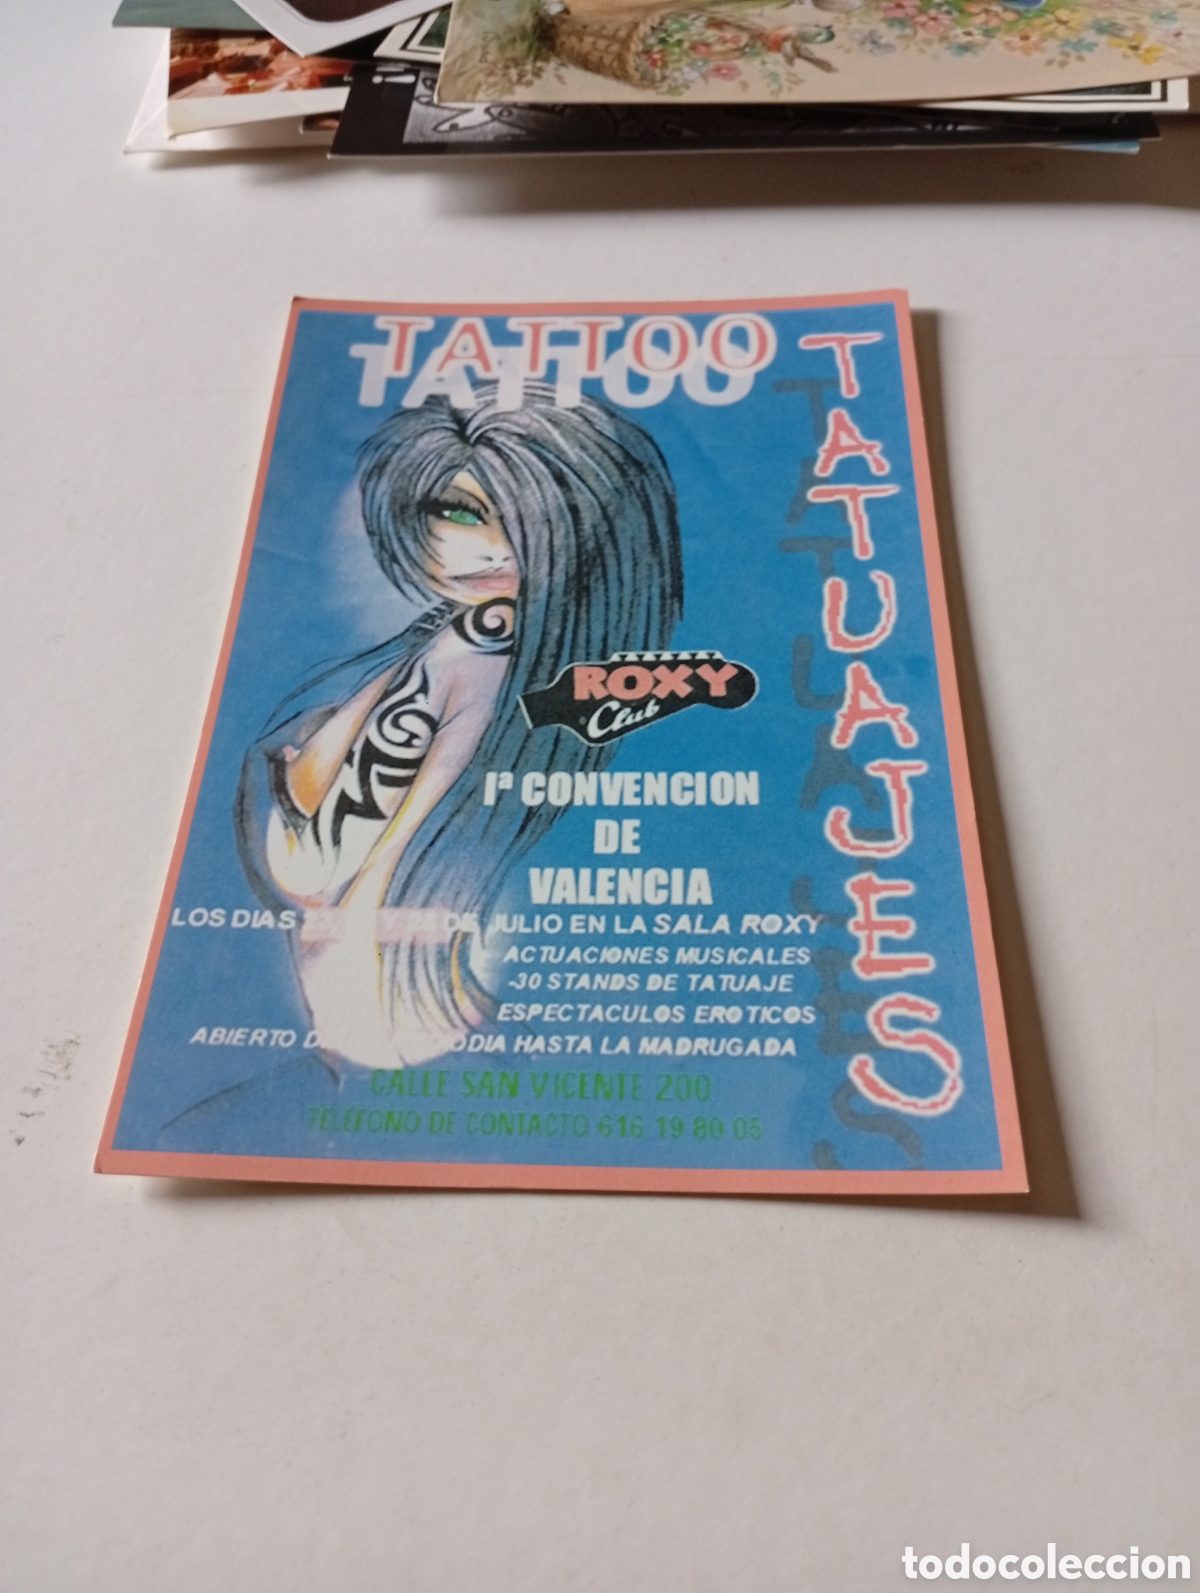 TATTOO
TATTOO
TATUAJES
ROXY
Club
Iª CONVENCION
DE
VALENCIA
LOS DIAS 23, Y DE JULIO EN LA SALA ROXY
ACTUACIONES MUSICALES
-30 STANDS DE TATUAJE
ESPECTACULOS EROTICOS
ABIERTO HASTA LA MADRUGADA
CALLE SAN VICENTE 200
TELEFONO DE CONTACTO 616 19 80 05
todocoleccion